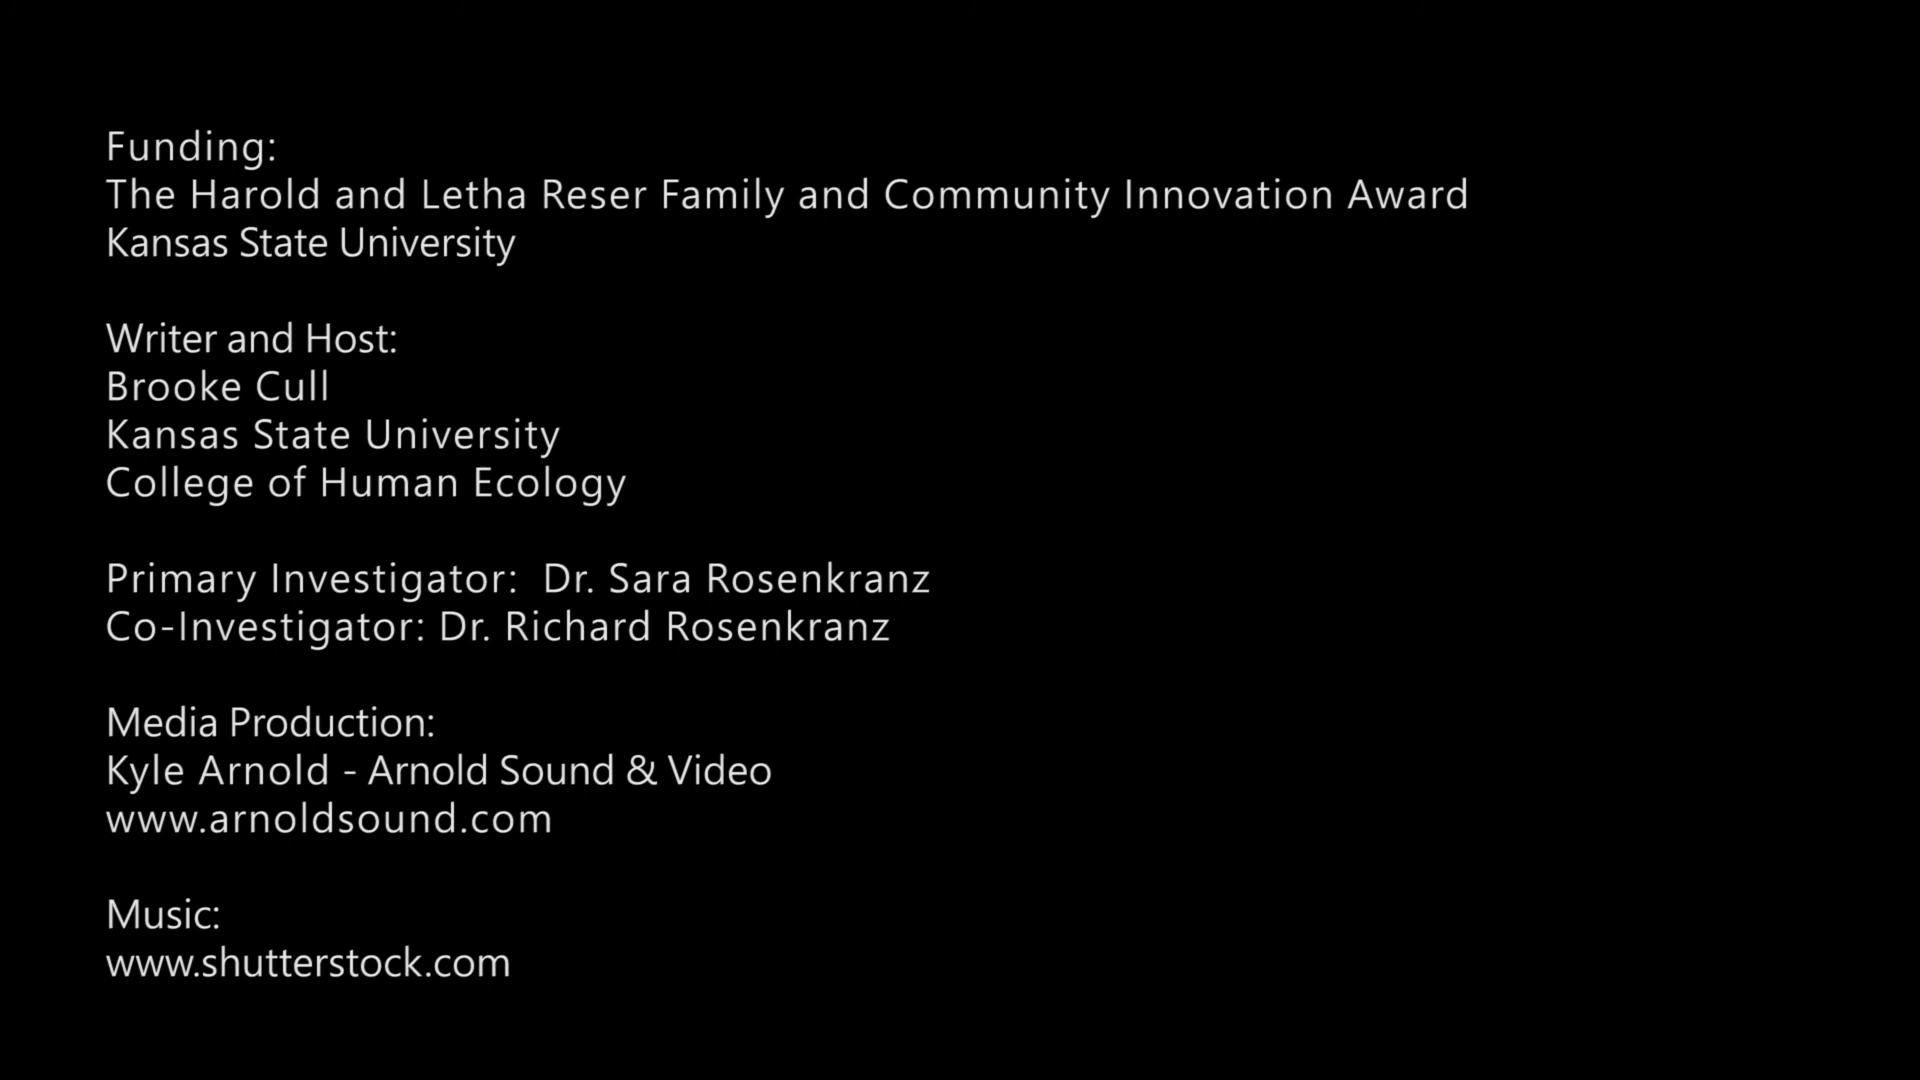 Funding:
The Harold and Letha Reser Family and Community Innovation Award
Kansas State University
Writer and Host:
Brooke Cull
Kansas State University
College of Human Ecology
Primary Investigator:  Dr. Sara Rosenkranz
Co-Investigator: Dr. Richard Rosenkranz
Media Production:
Kyle Arnold - Arnold Sound & Video
www.arnoldsound.com
Music:
www.shutterstock.com